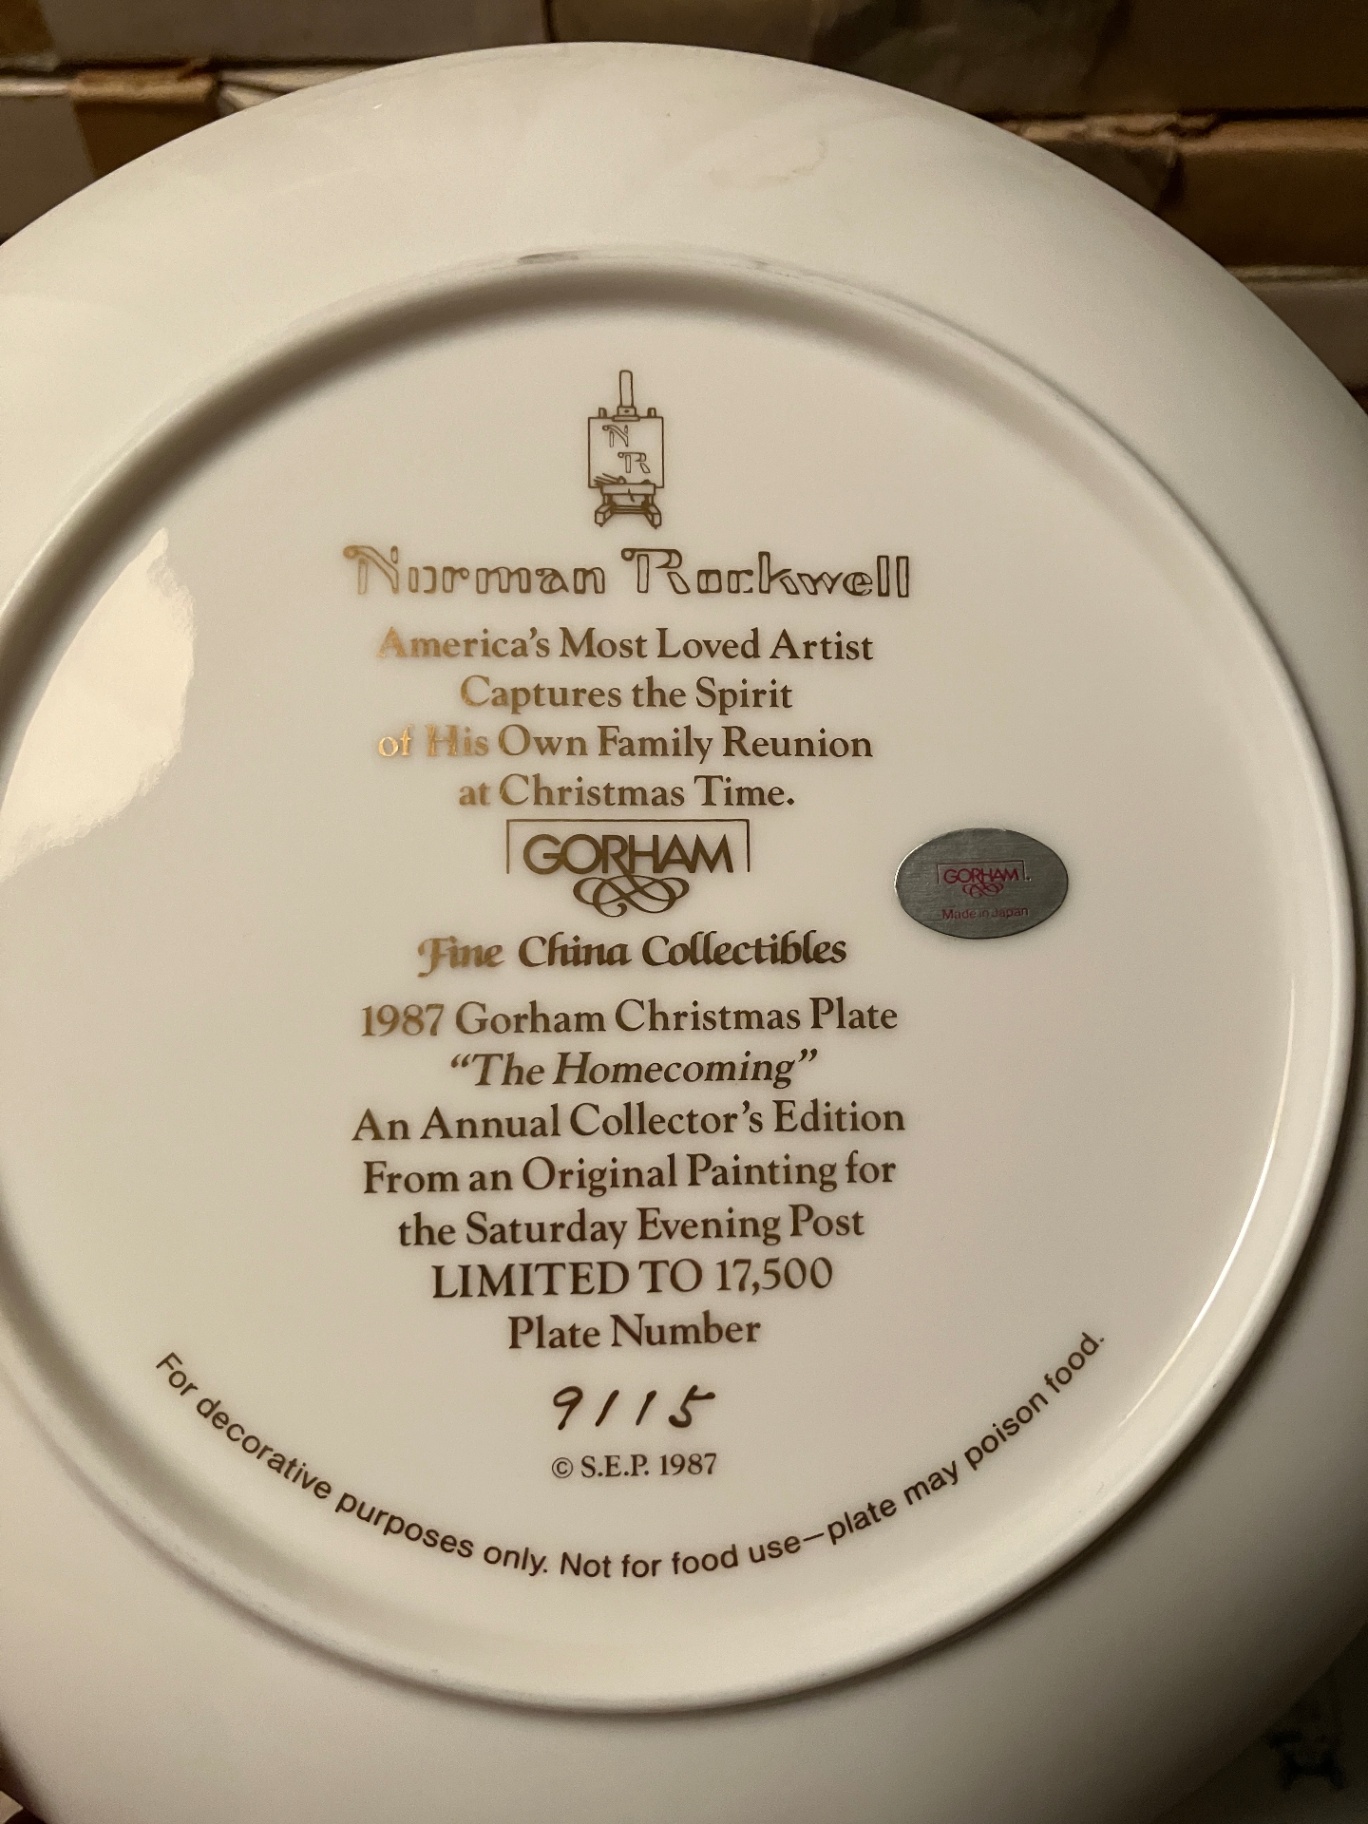 N
R
Norman Rockwell
America's Most Loved Artist
Captures the Spirit
of His Own Family Reunion
at Christmas Time.
GORHAM
Fine China Collectibles
1987 Gorham Christmas Plate
“The Homecoming”
An Annual Collector's Edition
From an Original Painting for
the Saturday Evening Post
LIMITED TO 17,500
Plate Number
9115
© S.E.P. 1987
For decorative purposes only. Not for food use—plate may poison food.
GORHAM
Made in Japan